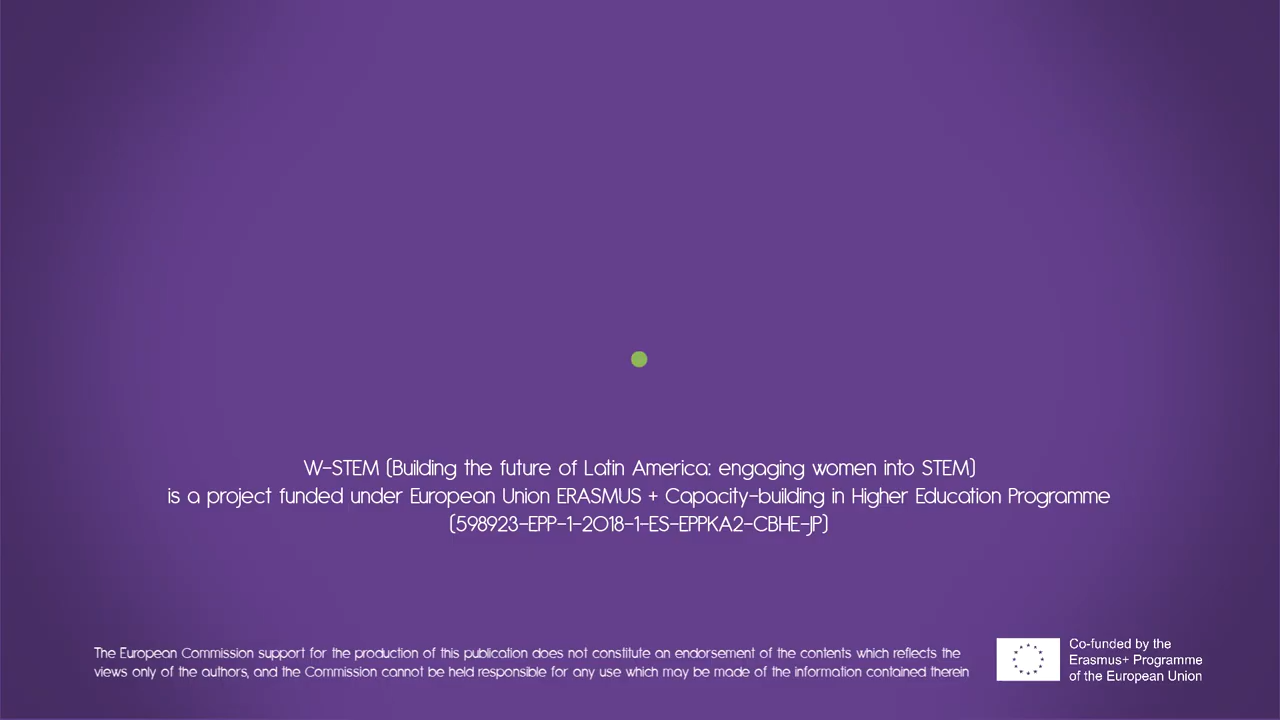 W-STEM (Building the future of Latin America: engaging women into STEM)
is a project funded under European Union ERASMUS + Capacity-building in Higher Education Programme
(598923-EPP-1-2018-1-ES-EPPKA2-CBHE-JP)
The European Commission support for the production of this publication does not constitute an endorsement of the contents which reflects the
views only of the authors, and the Commission cannot be held responsible for any use which may be made of the information contained therein
Co-funded by the
Erasmus+ Programme
of the European Union